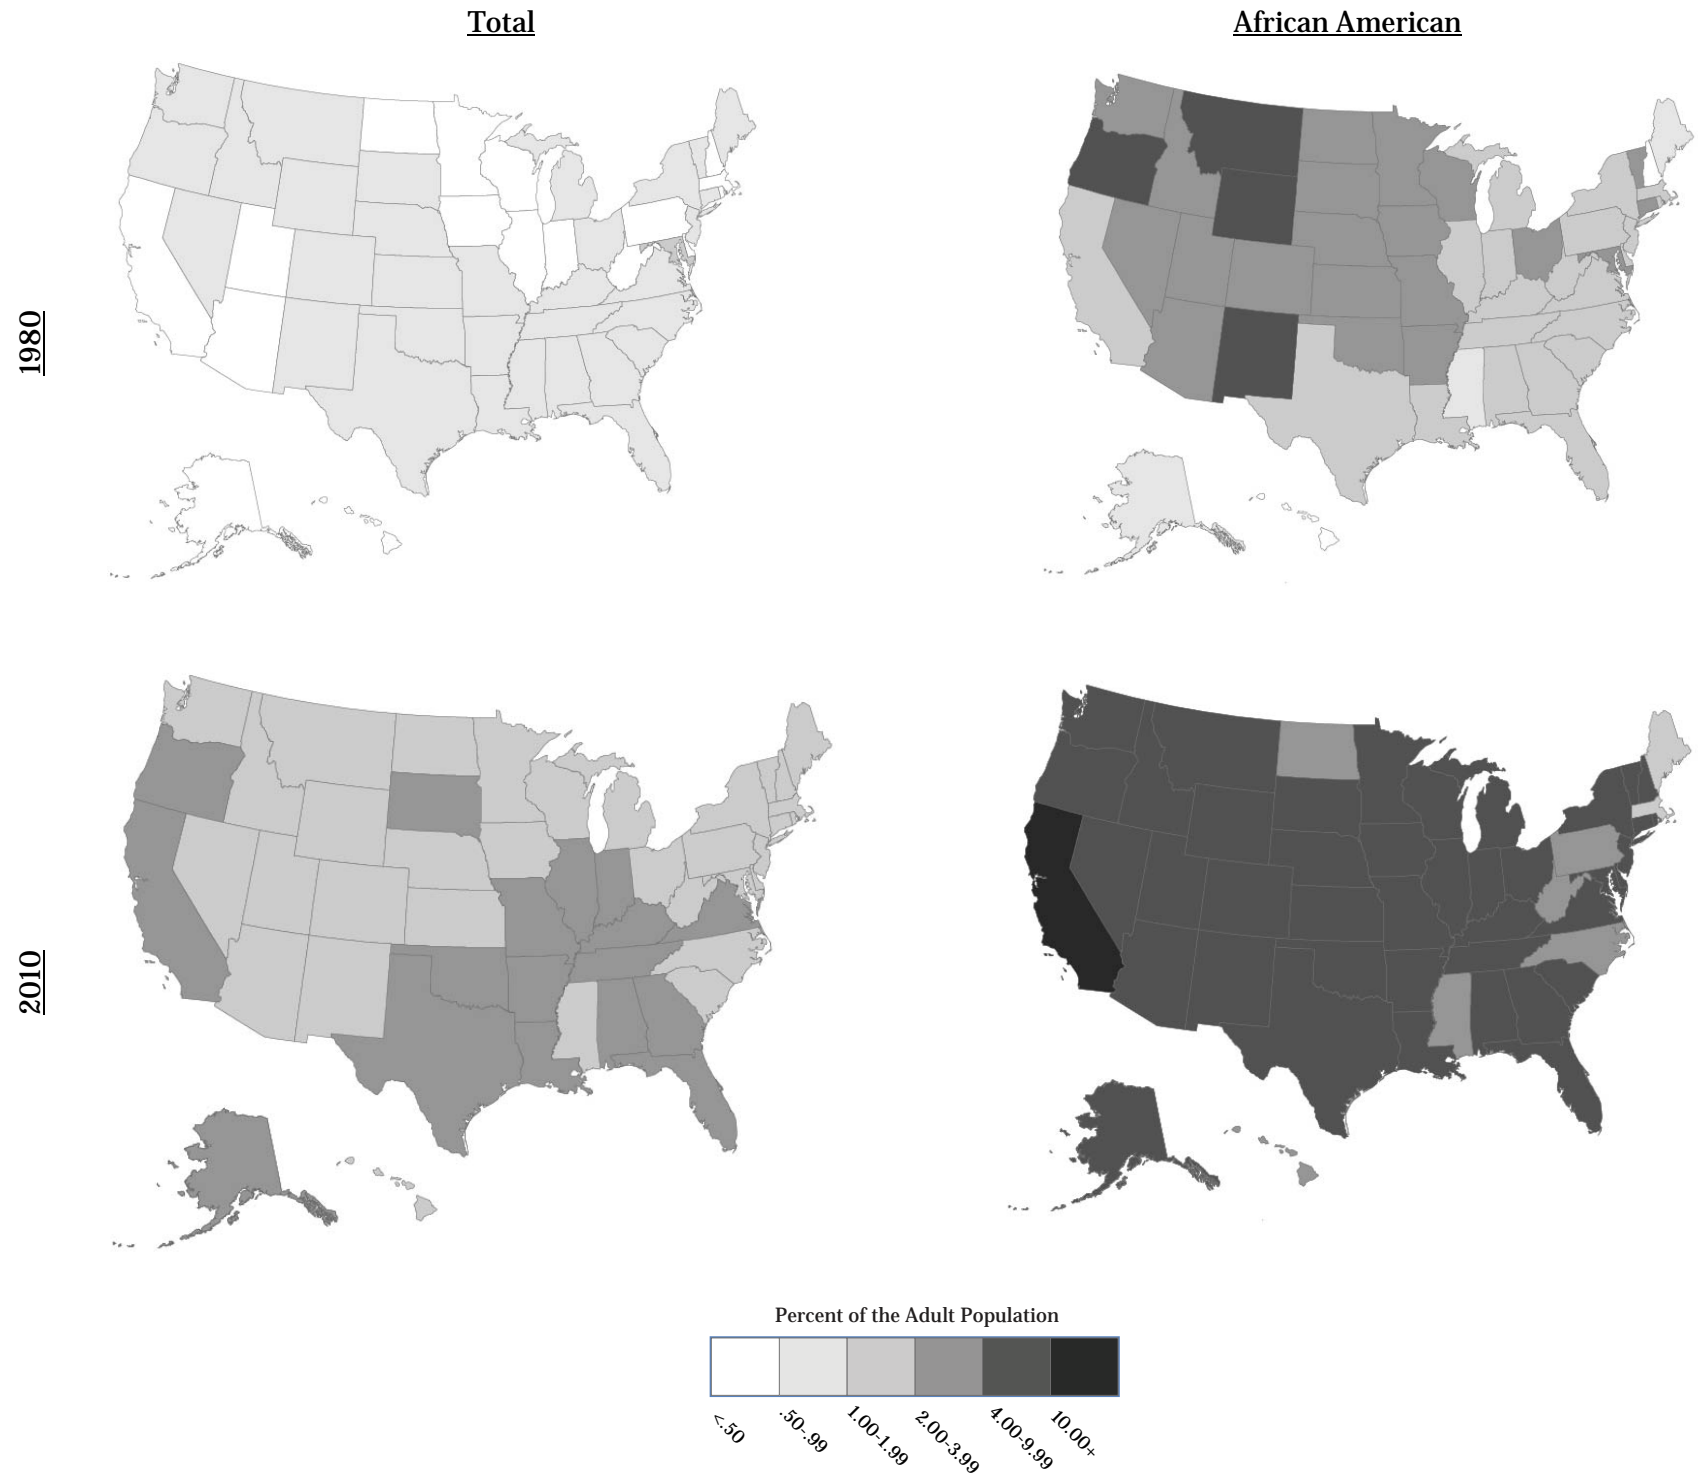 Total
African American
1980
2010
Percent of the Adult Population
<.50
.50-.99
1.00-1.99
2.00-3.99
4.00-9.99
10.00+